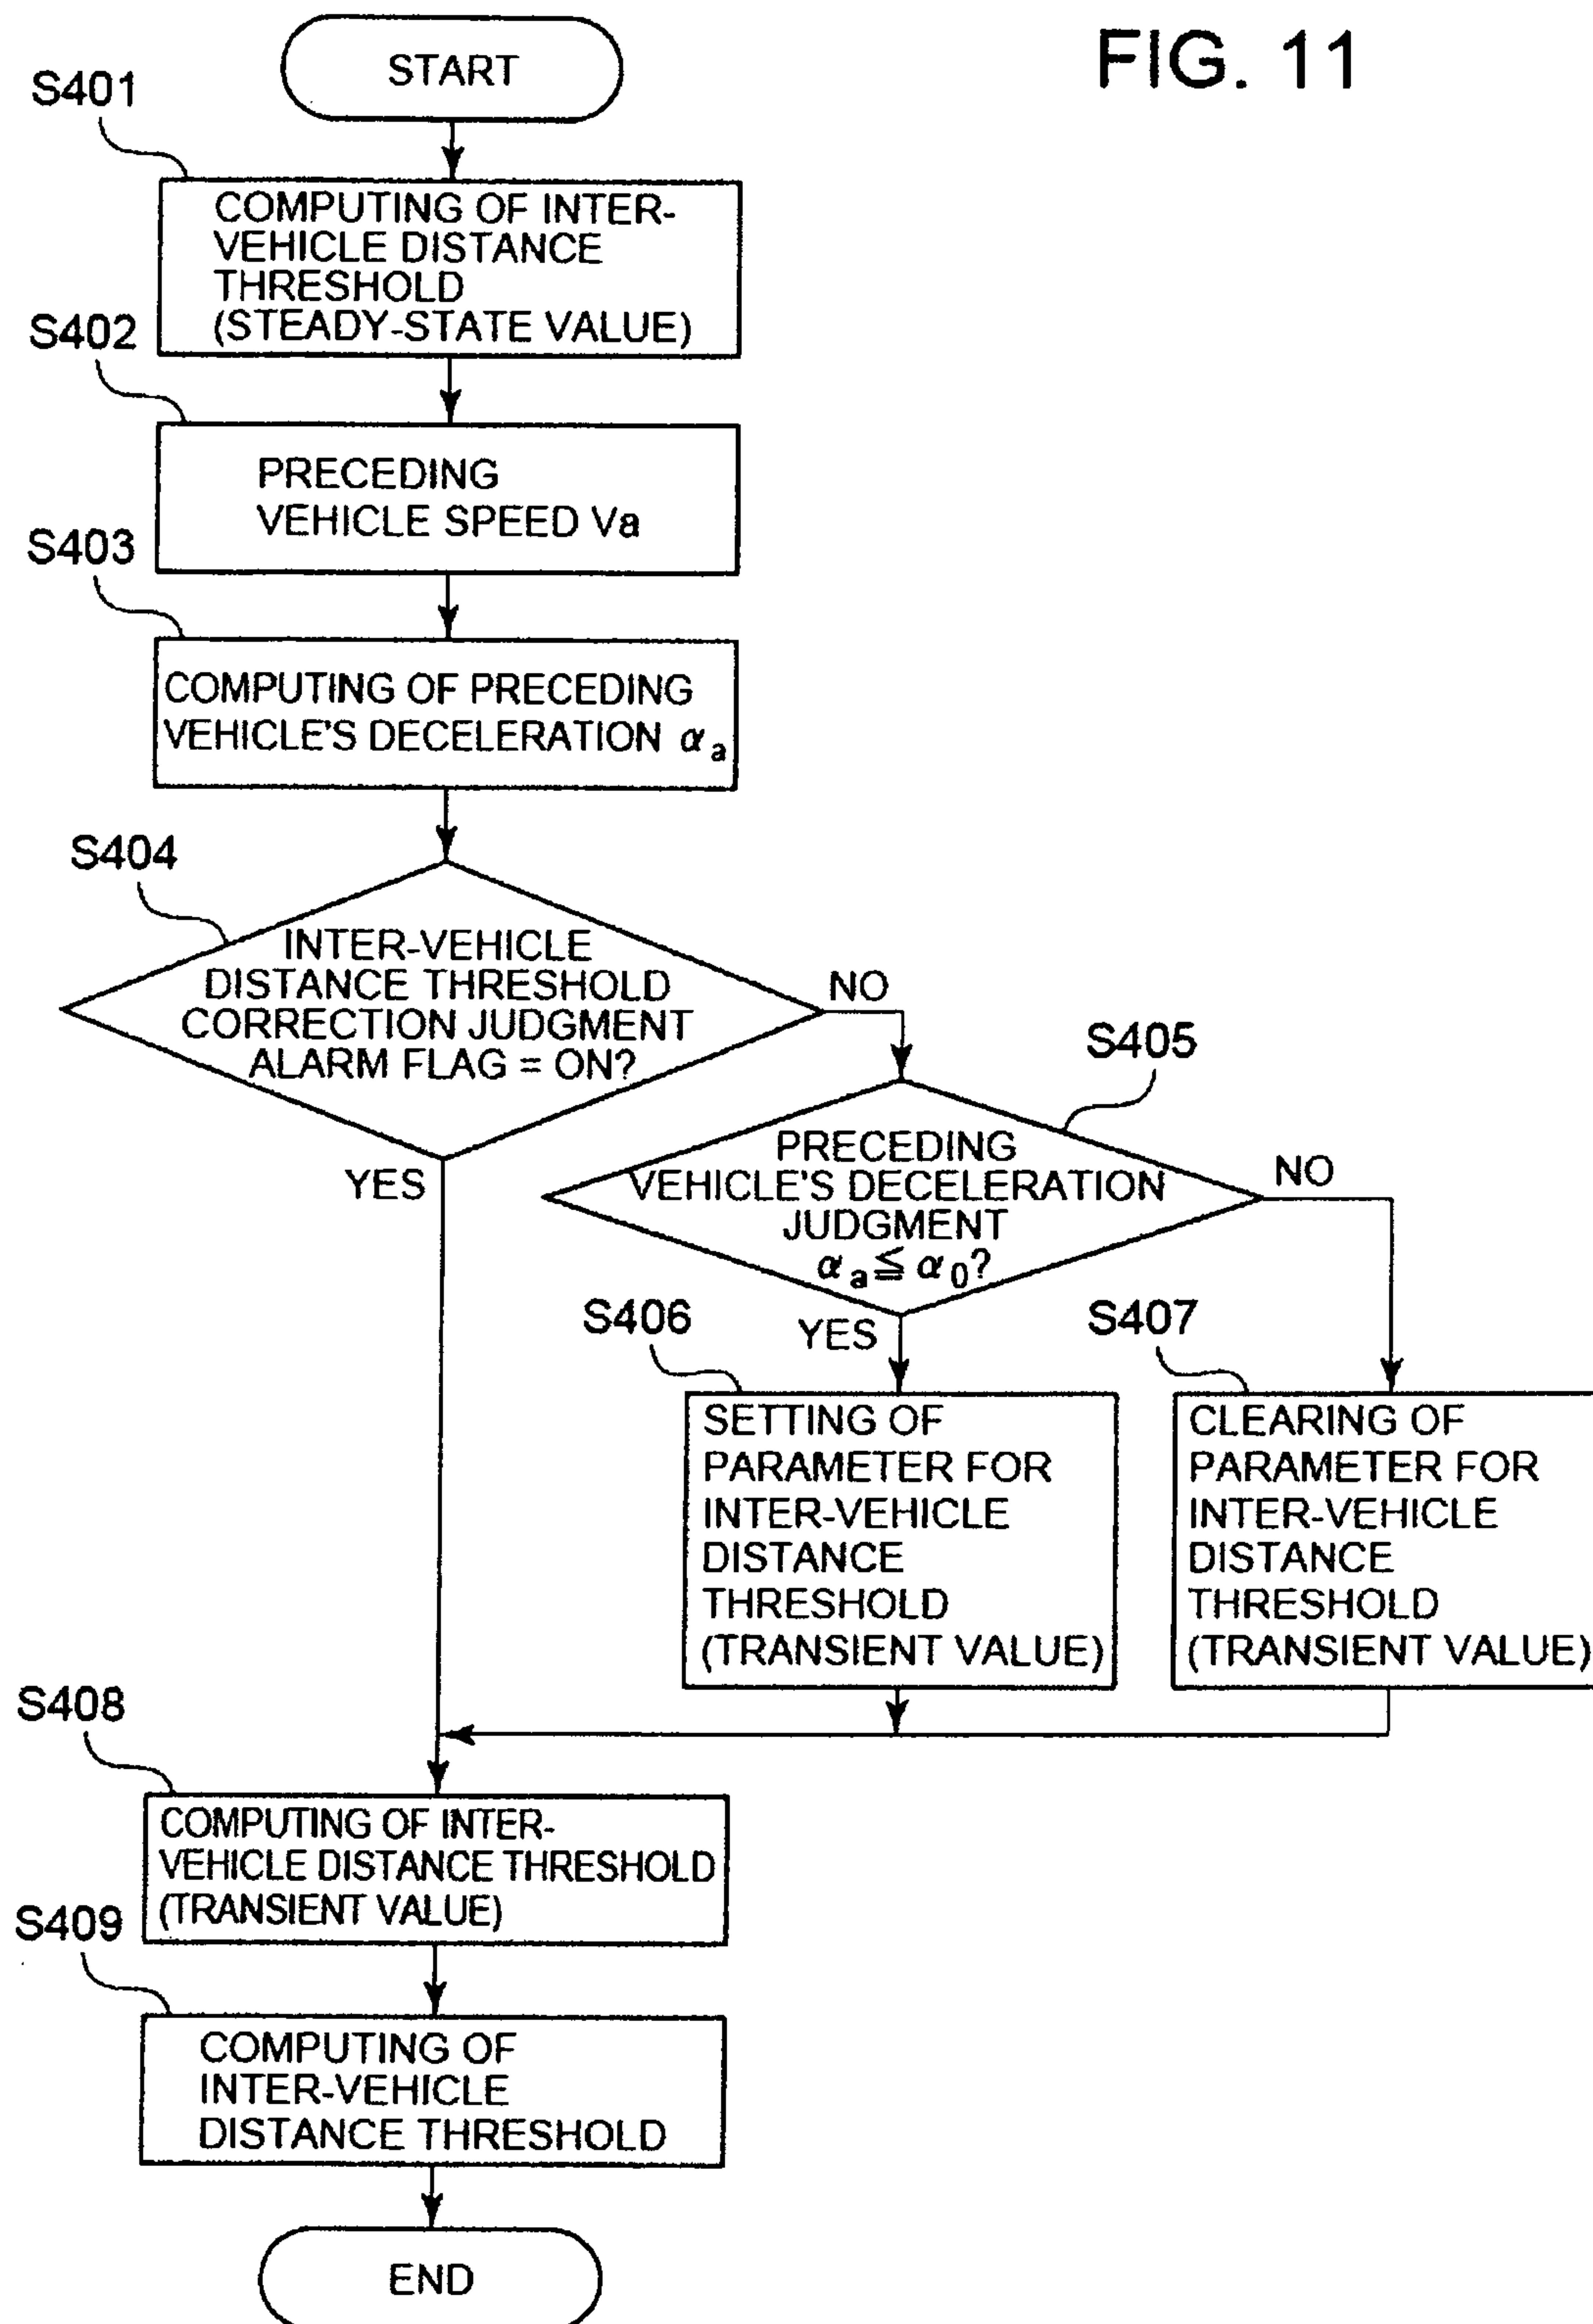 FIG. 11
START
S401
COMPUTING OF INTER-
VEHICLE DISTANCE
THRESHOLD
(STEADY-STATE VALUE)
S402
PRECEDING
VEHICLE SPEED Va
S403
COMPUTING OF PRECEDING
VEHICLE'S DECELERATION αa
S404
INTER-VEHICLE
DISTANCE THRESHOLD
CORRECTION JUDGMENT
ALARM FLAG = ON?
NO
YES
S405
PRECEDING
VEHICLE'S DECELERATION
JUDGMENT
αa ≦ α0?
NO
YES
S406
SETTING OF
PARAMETER FOR
INTER-VEHICLE
DISTANCE
THRESHOLD
(TRANSIENT VALUE)
S407
CLEARING OF
PARAMETER FOR
INTER-VEHICLE
DISTANCE
THRESHOLD
(TRANSIENT VALUE)
S408
COMPUTING OF INTER-
VEHICLE DISTANCE THRESHOLD
(TRANSIENT VALUE)
S409
COMPUTING OF
INTER-VEHICLE
DISTANCE THRESHOLD
END